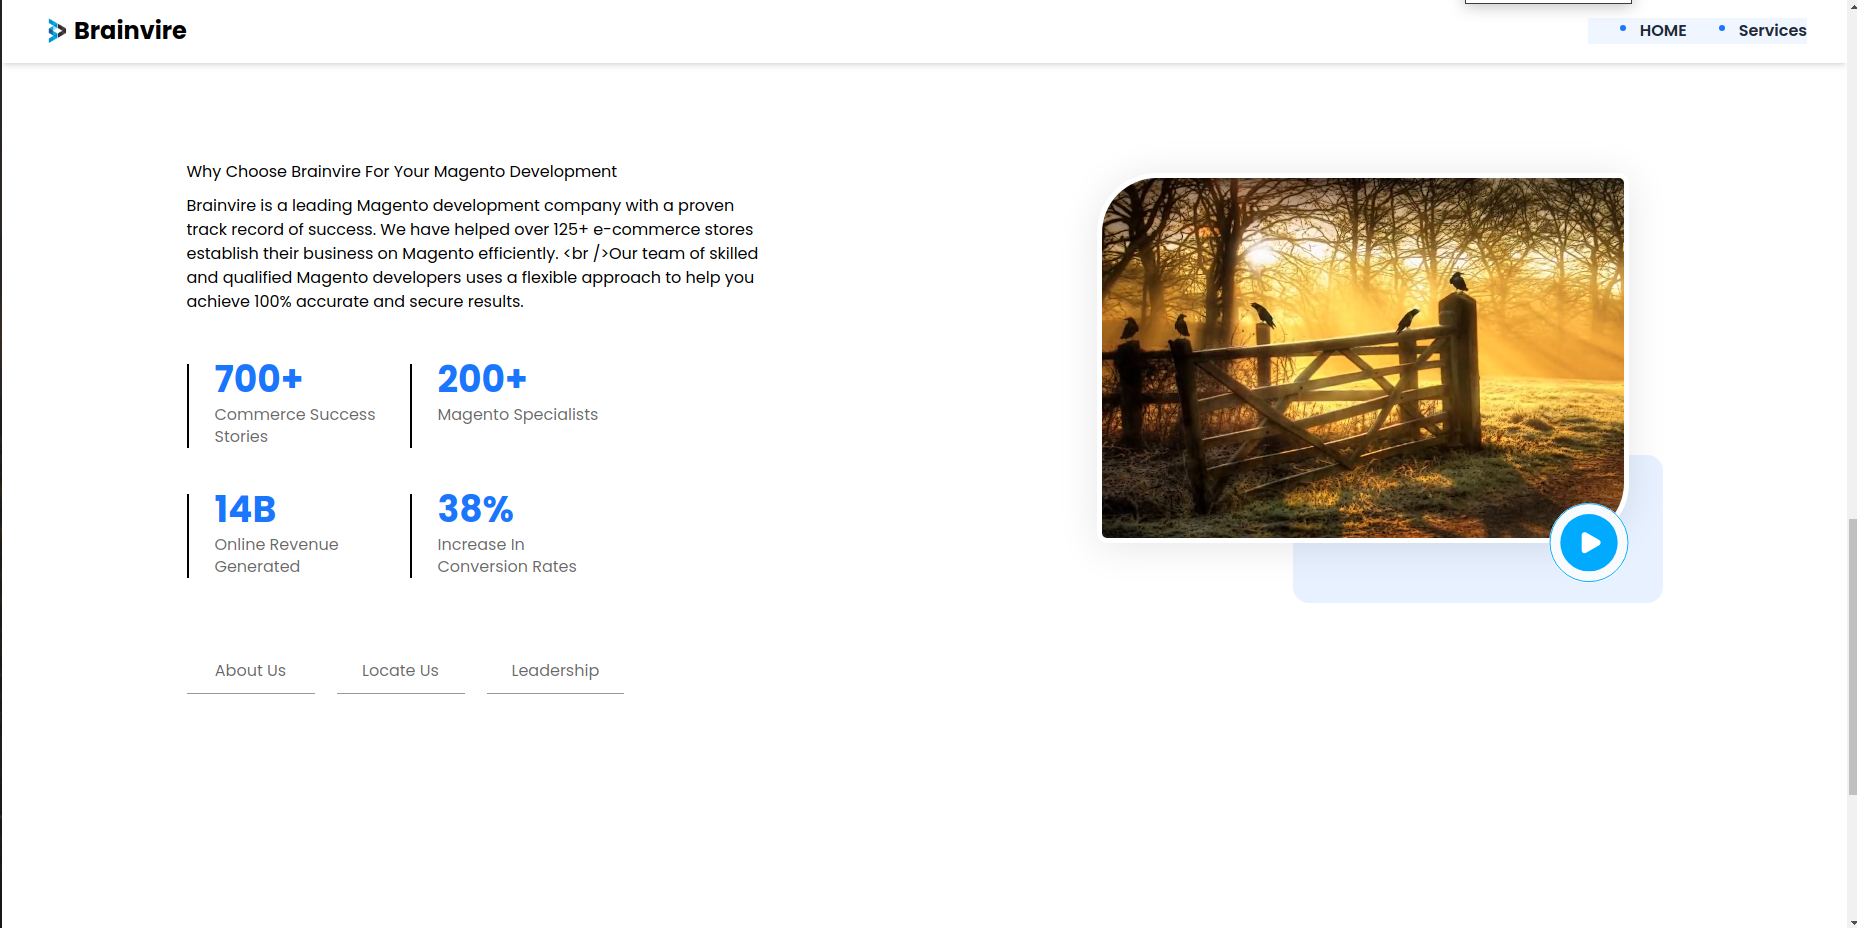 Brainvire
HOME
Services
Why Choose Brainvire For Your Magento Development
Brainvire is a leading Magento development company with a proven
track record of success. We have helped over 125+ e-commerce stores
establish their business on Magento efficiently. <br />Our team of skilled
and qualified Magento developers uses a flexible approach to help you
achieve 100% accurate and secure results.
700+
Commerce Success
Stories
200+
Magento Specialists
14B
Online Revenue
Generated
38%
Increase In
Conversion Rates
About Us
Locate Us
Leadership